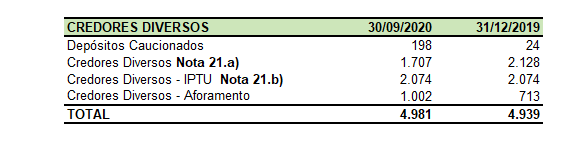 CREDORES DIVERSOS 30/09/2020 31/12/2019
Depósitos Caucionados 198 24
Credores Diversos Nota 21.a) 1.707 2.128
Credores Diversos - IPTU Nota 21.b) 2.074 2.074
Credores Diversos - Aforamento 1.002 713
TOTAL 4.981 4.939